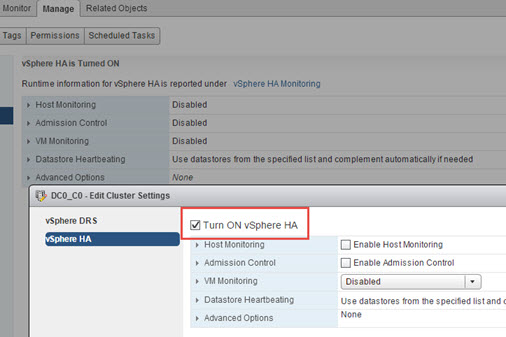 Monitor Manage Related Objects
Tags Permissions Scheduled Tasks
vSphere HA is Turned ON
Runtime information for vSphere HA is reported under vSphere HA Monitoring
Host Monitoring Disabled
Admission Control Disabled
VM Monitoring Disabled
Datastore Heartbeating Use datastores from the specified list and complement automatically if needed
Advanced Options None
DC0_C0 - Edit Cluster Settings
vSphere DRS
vSphere HA
Turn ON vSphere HA
Host Monitoring Enable Host Monitoring
Admission Control Enable Admission Control
VM Monitoring Disabled
Datastore Heartbeating Use datastores from the specified list and
Advanced Options None